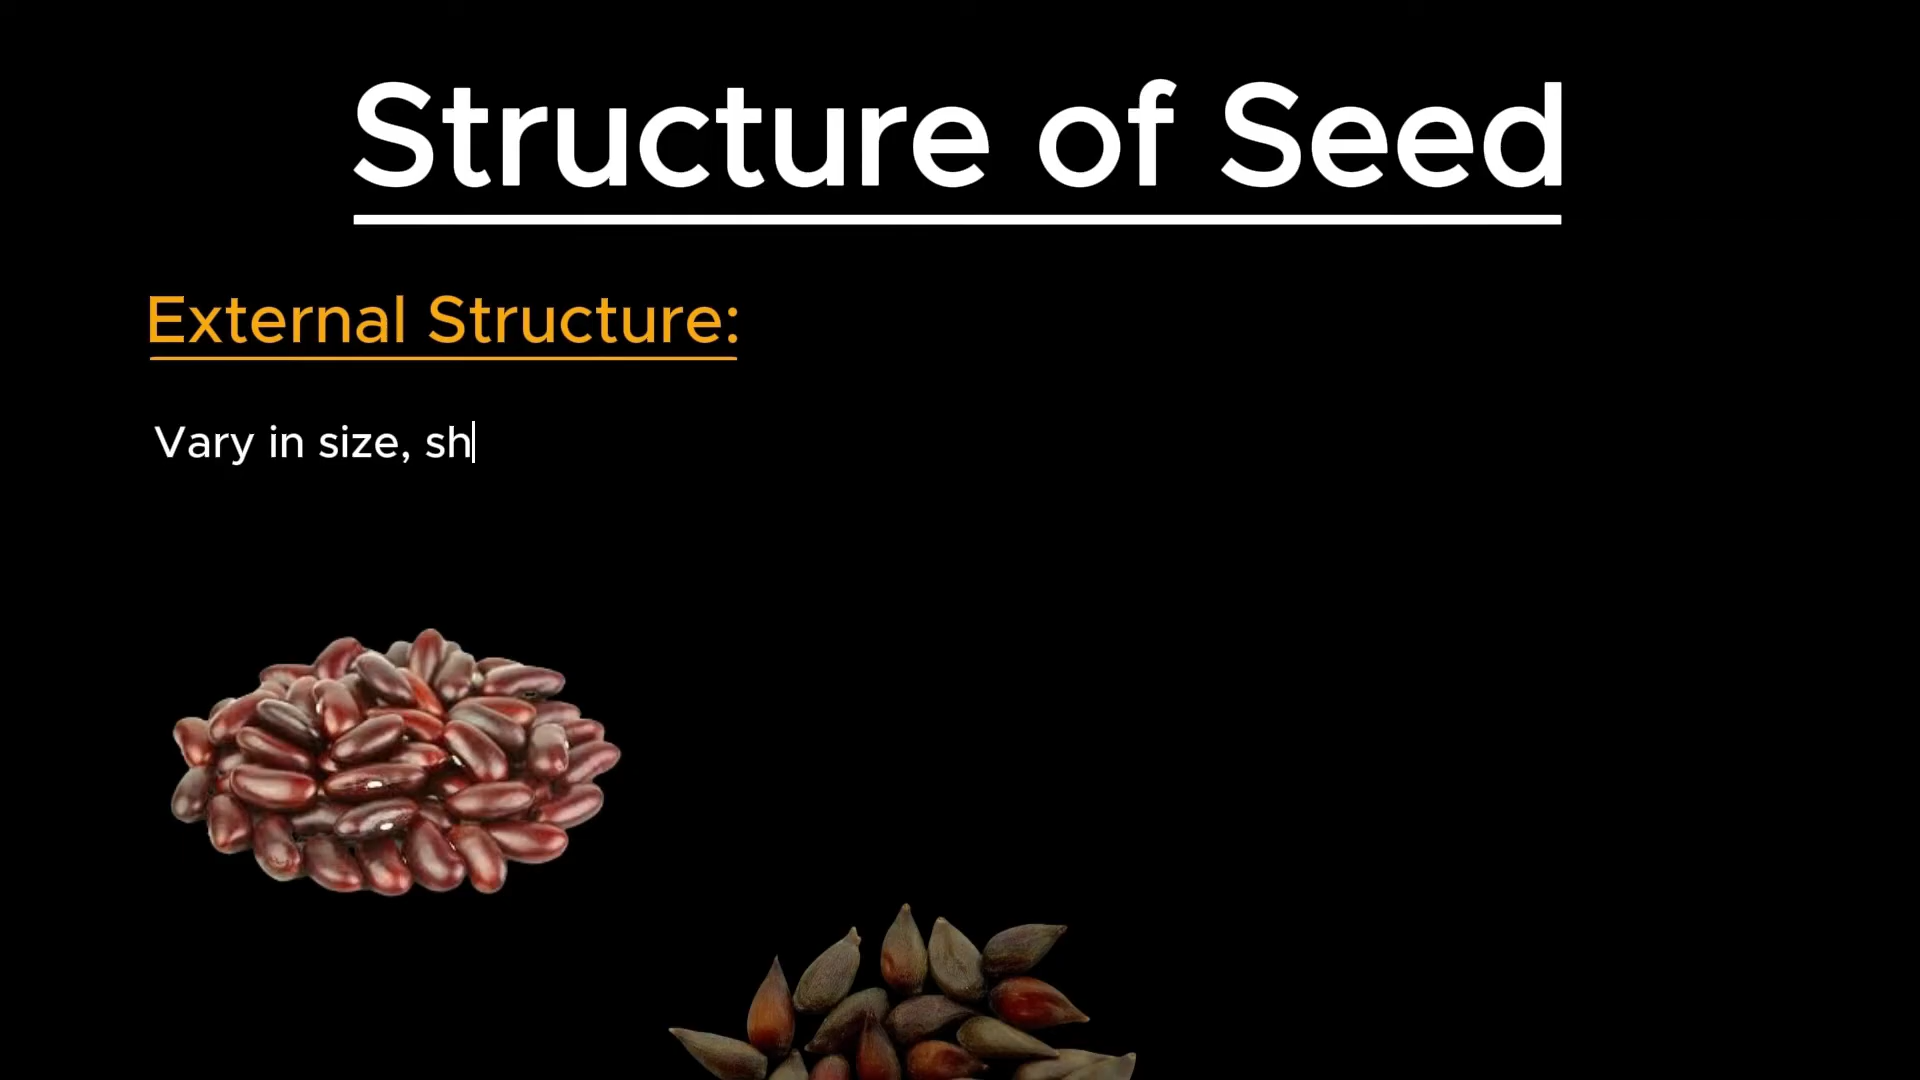 Structure of Seed
External Structure:
Vary in size, sh